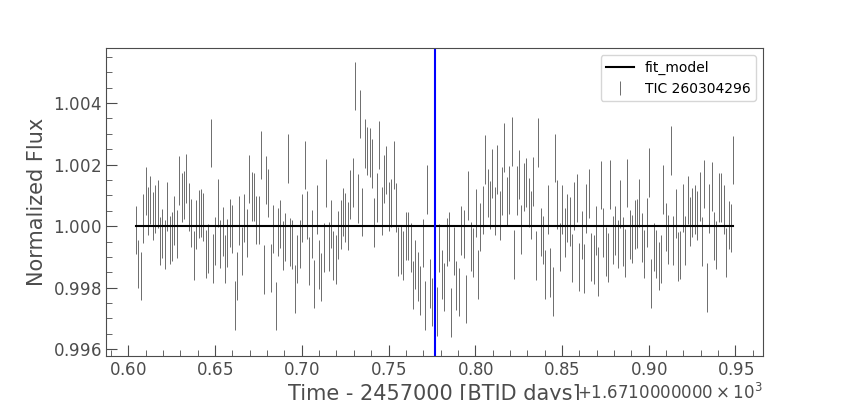 fit_model
TIC 260304296
Normalized Flux
1.004
1.002
1.000
0.998
0.996
0.60 0.65 0.70 0.75 0.80 0.85 0.90 0.95
Time - 2457000 [BTJD days]
+1.6710000000 × 10³